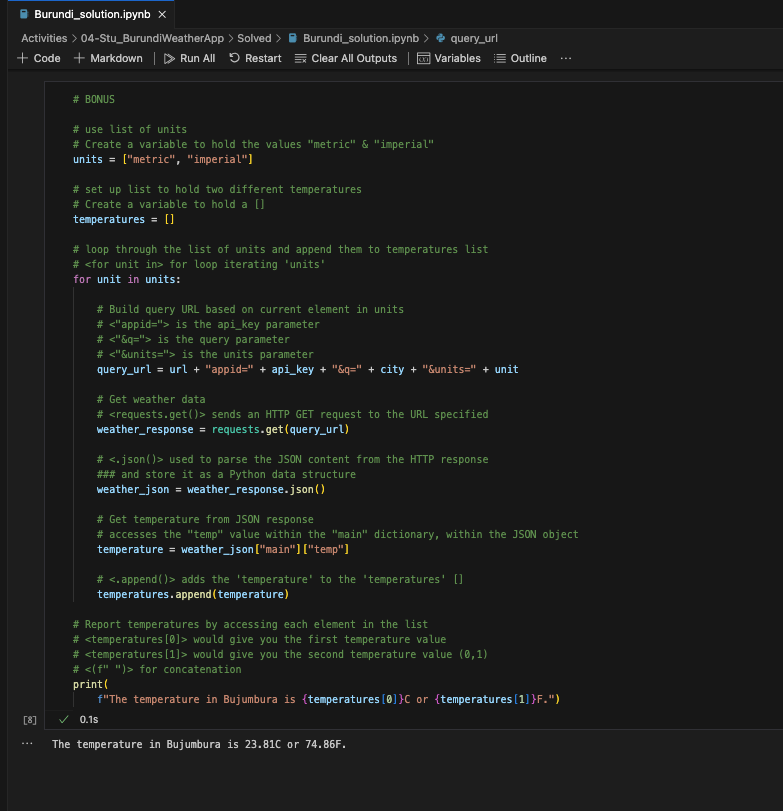 Burundi_solution.ipynb
Activities > 04-Stu_BurundiWeatherApp > Solved > Burundi_solution.ipynb > query_url
Code Markdown Run All Restart Clear All Outputs Variables Outline ...
# BONUS
# use list of units
# Create a variable to hold the values "metric" & "imperial"
units = ["metric", "imperial"]
# set up list to hold two different temperatures
# Create a variable to hold a []
temperatures = []
# loop through the list of units and append them to temperatures list
# <for unit in> for loop iterating 'units'
for unit in units:
# Build query URL based on current element in units
# <"appid="> is the api_key parameter
# <"&q="> is the query parameter
# <"&units="> is the units parameter
query_url = url + "appid=" + api_key + "&q=" + city + "&units=" + unit
# Get weather data
# <requests.get()> sends an HTTP GET request to the URL specified
weather_response = requests.get(query_url)
# <.json()> used to parse the JSON content from the HTTP response
### and store it as a Python data structure
weather_json = weather_response.json()
# Get temperature from JSON response
# accesses the "temp" value within the "main" dictionary, within the JSON object
temperature = weather_json["main"]["temp"]
# <.append()> adds the 'temperature' to the 'temperatures' []
temperatures.append(temperature)
# Report temperatures by accessing each element in the list
# <temperatures[0]> would give you the first temperature value
# <temperatures[1]> would give you the second temperature value (0,1)
# <(f" ")> for concatenation
print(
f"The temperature in Bujumbura is {temperatures[0]}C or {temperatures[1]}F.")
[8] 0.1s
... The temperature in Bujumbura is 23.81C or 74.86F.